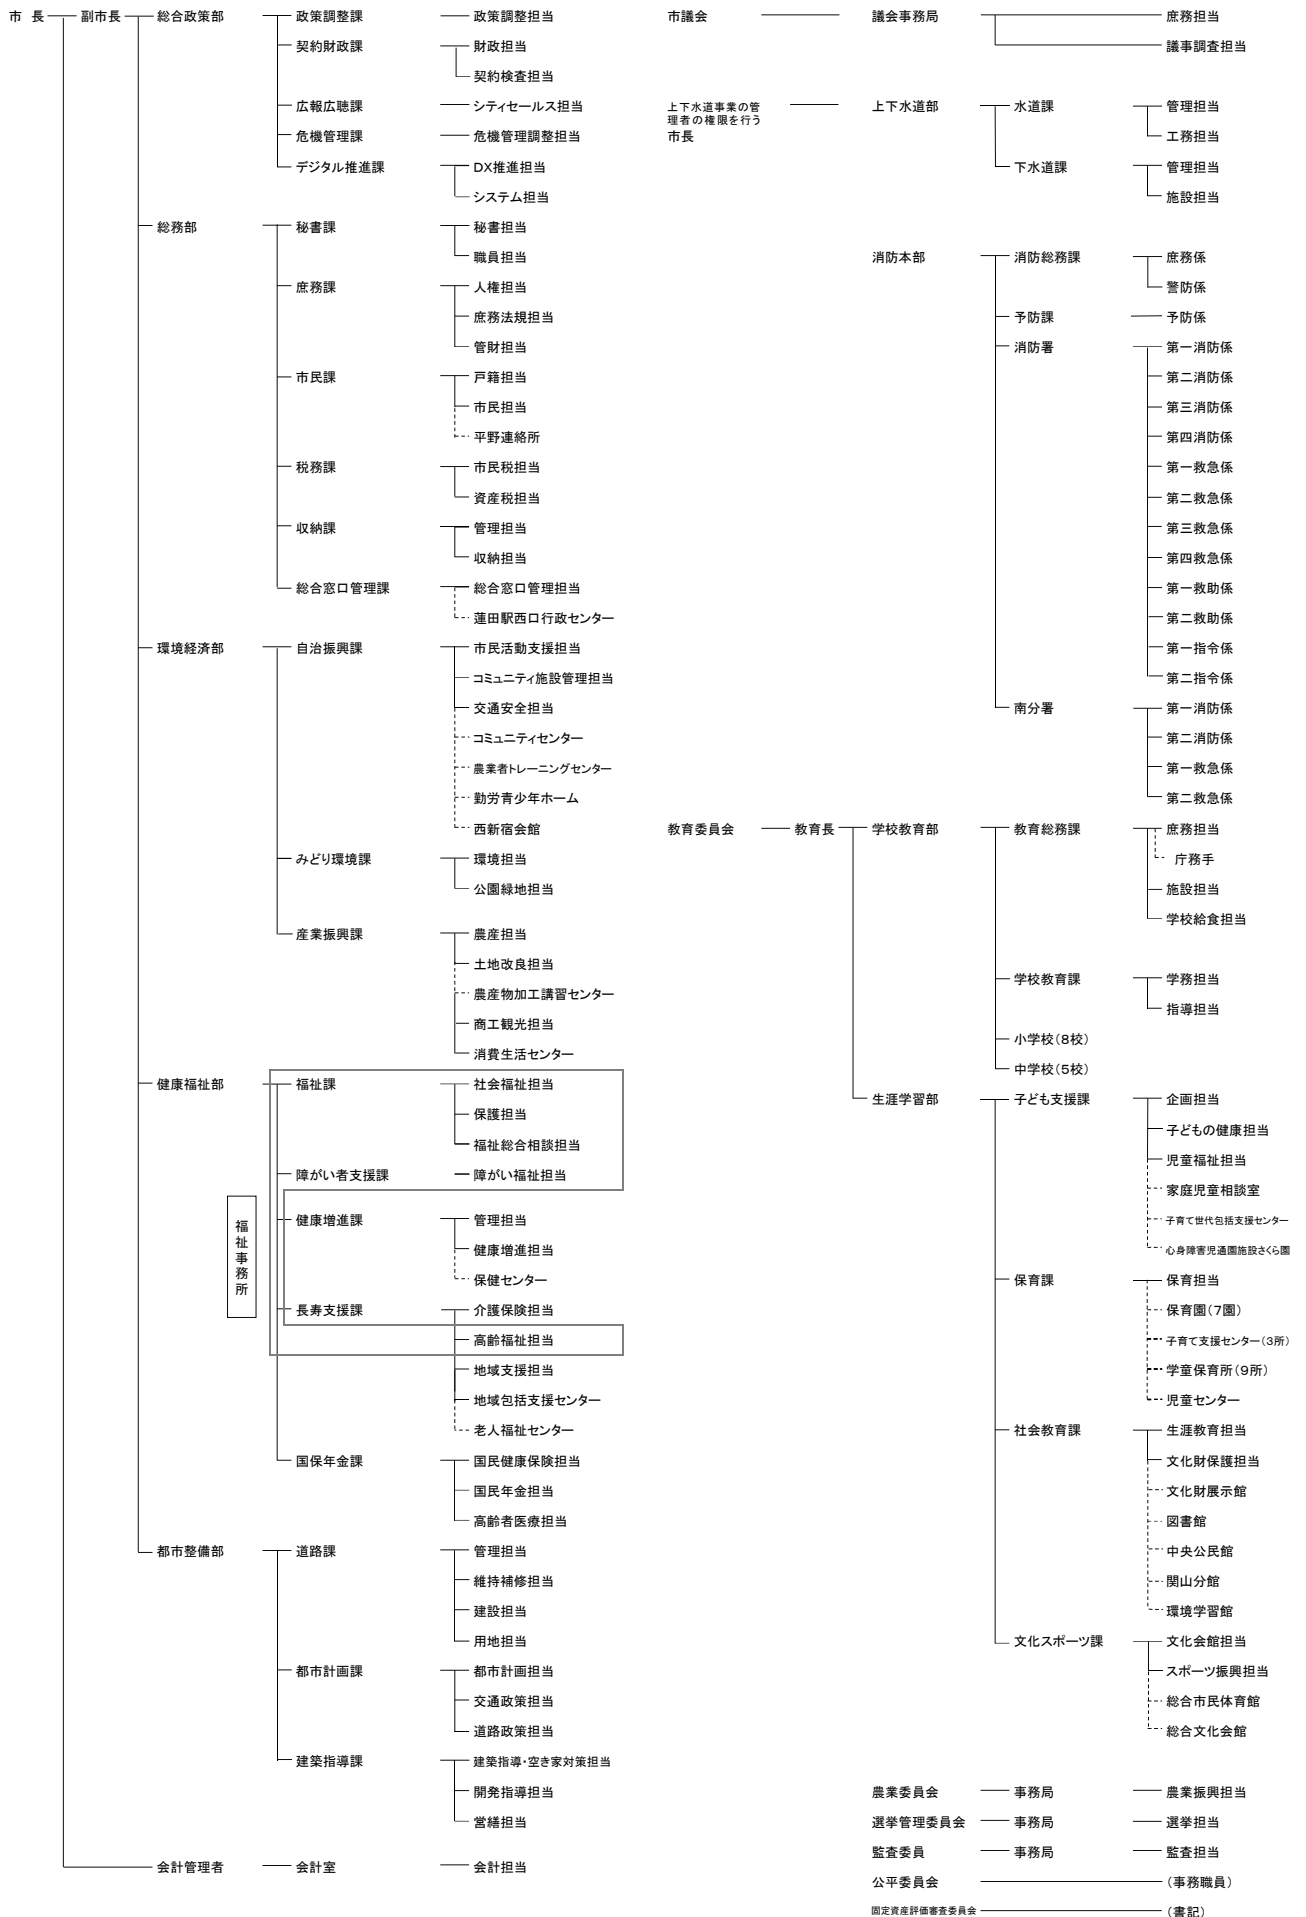 市 長 副市長 総合政策部 政策調整課 政策調整担当
契約財政課 財政担当
契約検査担当
広報広聴課 シティセールス担当
危機管理課 危機管理調整担当
デジタル推進課 DX推進担当
システム担当
総務部 秘書課 秘書担当
職員担当
庶務課 人権担当
庶務法規担当
管財担当
市民課 戸籍担当
市民担当
平野連絡所
税務課 市民税担当
資産税担当
収納課 管理担当
収納担当
総合窓口管理課 総合窓口管理担当
蓮田駅西口行政センター
環境経済部 自治振興課 市民活動支援担当
コミュニティ施設管理担当
交通安全担当
コミュニティセンター
農業者トレーニングセンター
勤労青少年ホーム
西新宿会館
みどり環境課 環境担当
公園緑地担当
産業振興課 農産担当
土地改良担当
農産物加工講習センター
商工観光担当
消費生活センター
健康福祉部 福祉課 社会福祉担当
保護担当
福祉総合相談担当
障がい者支援課 障がい福祉担当
福祉事務所
健康増進課 管理担当
健康増進担当
保健センター
長寿支援課 介護保険担当
高齢福祉担当
地域支援担当
地域包括支援センター
老人福祉センター
国保年金課 国民健康保険担当
国民年金担当
高齢者医療担当
都市整備部 道路課 管理担当
維持補修担当
建設担当
用地担当
都市計画課 都市計画担当
交通政策担当
道路政策担当
建築指導課 建築指導・空き家対策担当
開発指導担当
営繕担当
会計管理者 会計室 会計担当
市議会 議会事務局 庶務担当
議事調査担当
上下水道事業の管
理者の権限を行う
市長
上下水道部 水道課 管理担当
工務担当
下水道課 管理担当
施設担当
消防本部 消防総務課 庶務係
警防係
予防課 予防係
消防署 第一消防係
第二消防係
第三消防係
第四消防係
第一救急係
第二救急係
第三救急係
第四救急係
第一救助係
第二救助係
第一指令係
第二指令係
南分署 第一消防係
第二消防係
第一救急係
第二救急係
教育委員会 教育長 学校教育部 教育総務課 庶務担当
庁務手
施設担当
学校給食担当
学校教育課 学務担当
指導担当
小学校(8校)
中学校(5校)
生涯学習部 子ども支援課 企画担当
子どもの健康担当
児童福祉担当
家庭児童相談室
子育て世代包括支援センター
心身障害児通園施設さくら園
保育課 保育担当
保育園(7園)
子育て支援センター(3所)
学童保育所(9所)
児童センター
社会教育課 生涯教育担当
文化財保護担当
文化財展示館
図書館
中央公民館
関山分館
環境学習館
文化スポーツ課 文化会館担当
スポーツ振興担当
総合市民体育館
総合文化会館
農業委員会 事務局 農業振興担当
選挙管理委員会 事務局 選挙担当
監査委員 事務局 監査担当
公平委員会 (事務職員)
固定資産評価審査委員会 (書記)